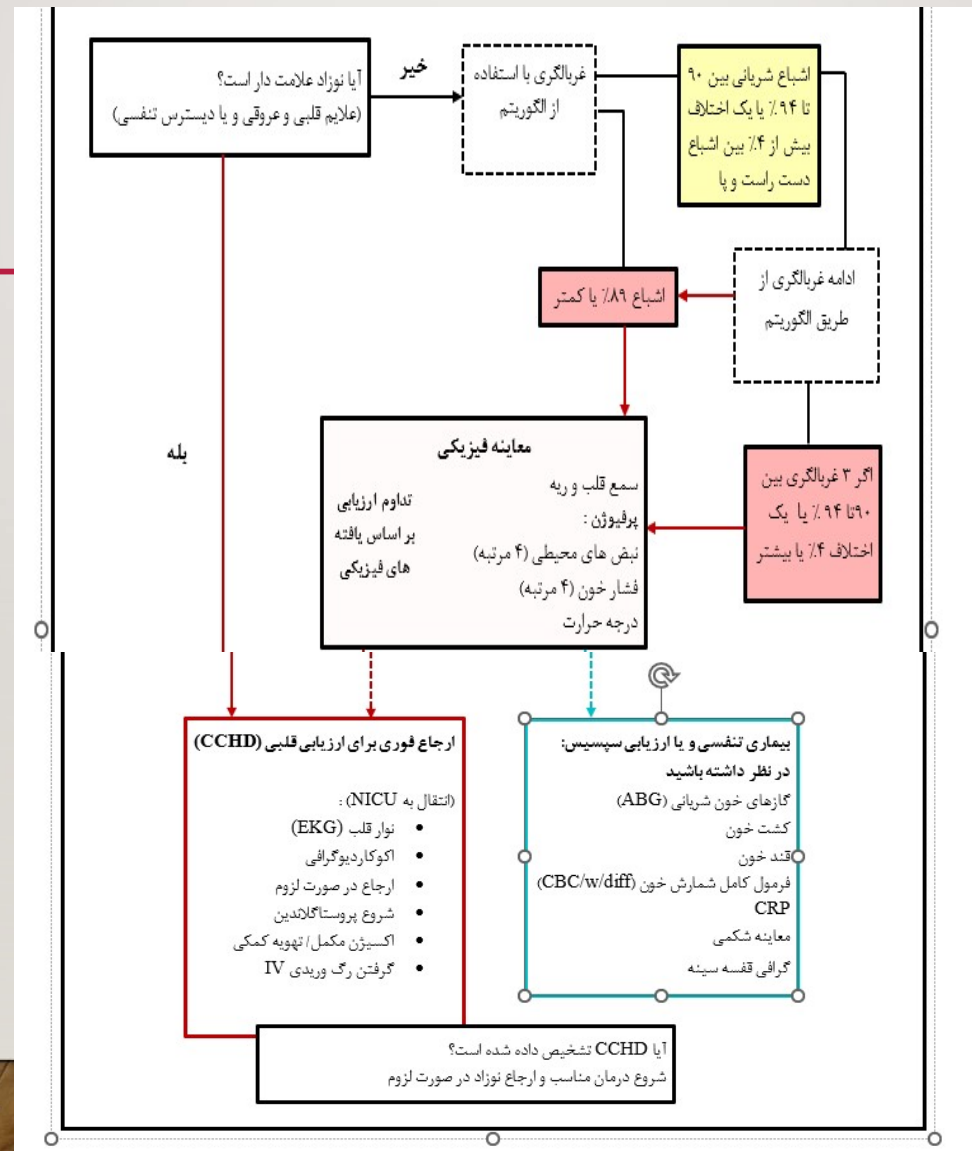 آیا نوزاد علامت دار است؟
(علایم قلبی و عروقی و یا دیسترس تنفسی)
خیر
غربالگری با استفاده
از الگوریتم
اشباع شریانی بین ۹۰
تا ۹۴٪ یا یک اختلاف
بیش از ۴٪ بین اشباع
دست راست و پا
ادامه غربالگری از
طریق الگوریتم
اشباع ۸۹٪ یا کمتر
اگر ۳ غربالگری بین
۹۰تا ۹۴٪ یا یک
اختلاف ۴٪ یا بیشتر
بله
معاینه فیزیکی
سمع قلب و ریه
پرفیوژن :
نبض های محیطی (۴ مرتبه)
فشار خون (۴ مرتبه)
درجه حرارت
تداوم ارزیابی
بر اساس یافته
های فیزیکی
بیماری تنفسی و یا ارزیابی سپسیس:
در نظر داشته باشید
گازهای خون شریانی (ABG)
کشت خون
قند خون
فرمول کامل شمارش خون (CBC/w/diff)
CRP
معاینه شکمی
گرافی قفسه سینه
ارجاع فوری برای ارزیابی قلبی (CCHD)
(انتقال به NICU) :
• نوار قلب (EKG)
• اکوکاردیوگرافی
• ارجاع در صورت لزوم
• شروع پروستاگلاندین
• اکسیژن مکمل/ تهویه کمکی
• گرفتن رگ وریدی IV
آیا CCHD تشخیص داده شده است؟
شروع درمان مناسب و ارجاع نوزاد در صورت لزوم